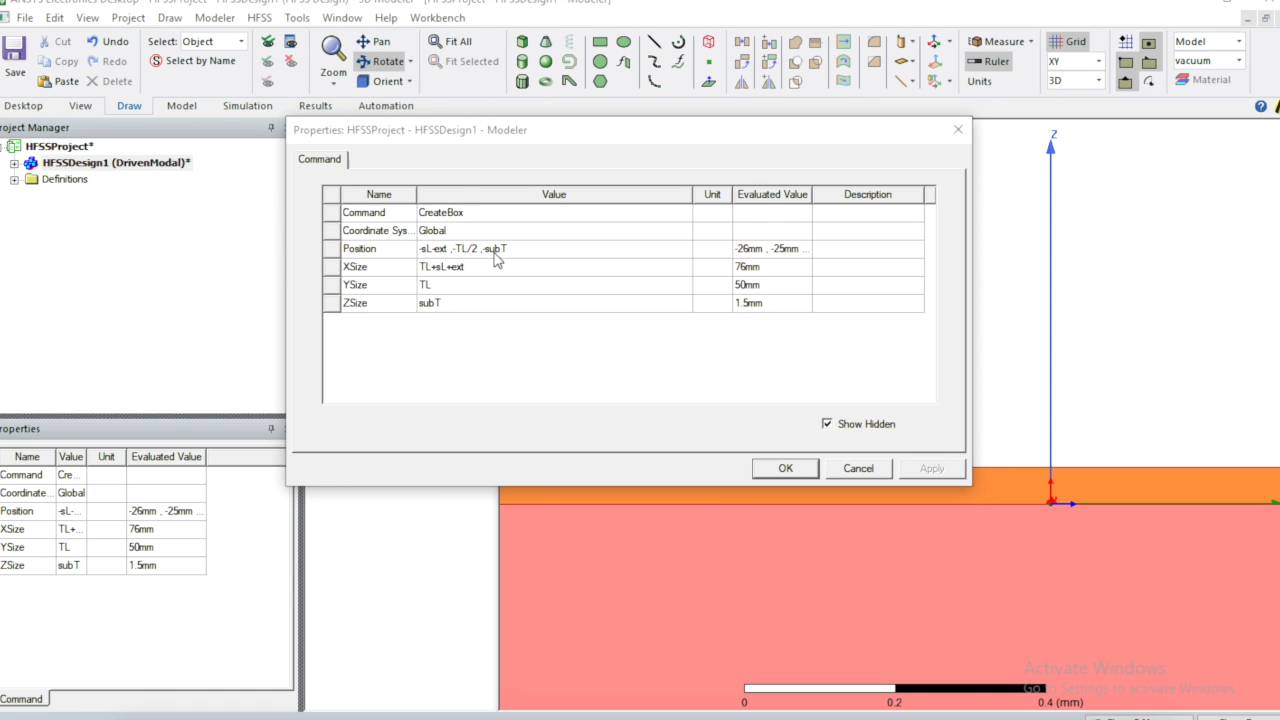 ANSYS Electronics Desktop - HFSSProject - HFSSDesign1 (HFSS Design) - 3D Modeler - [HFSSProject - HFSSDesign1 - Modeler]
File Edit View Project Draw Modeler HFSS Tools Window Help Workbench
Save Cut Copy Paste Undo Redo Delete Select: Object Select by Name Zoom Pan Rotate Orient Fit All Fit Selected Measure Ruler Units Grid XY 3D Model vacuum Material
Desktop View Draw Model Simulation Results Automation
roject Manager
HFSSProject*
HFSSDesign1 (DrivenModal)*
Definitions
Properties: HFSSProject - HFSSDesign1 - Modeler
Command
Name Value Unit Evaluated Value Description
Command CreateBox
Coordinate Sys... Global
Position -sL-ext ,-TL/2 ,-subT -26mm , -25mm ...
XSize TL+sL+ext 76mm
YSize TL 50mm
ZSize subT 1.5mm
Show Hidden
OK Cancel Apply
roperties
Name Value Unit Evaluated Value
Command Cre...
Coordinate... Global
Position -sL-... -26mm , -25mm ...
XSize TL+... 76mm
YSize TL 50mm
ZSize subT 1.5mm
Command
Z
Activate Windows
Go to Settings to activate Windows.
0 0.2 0.4 (mm)